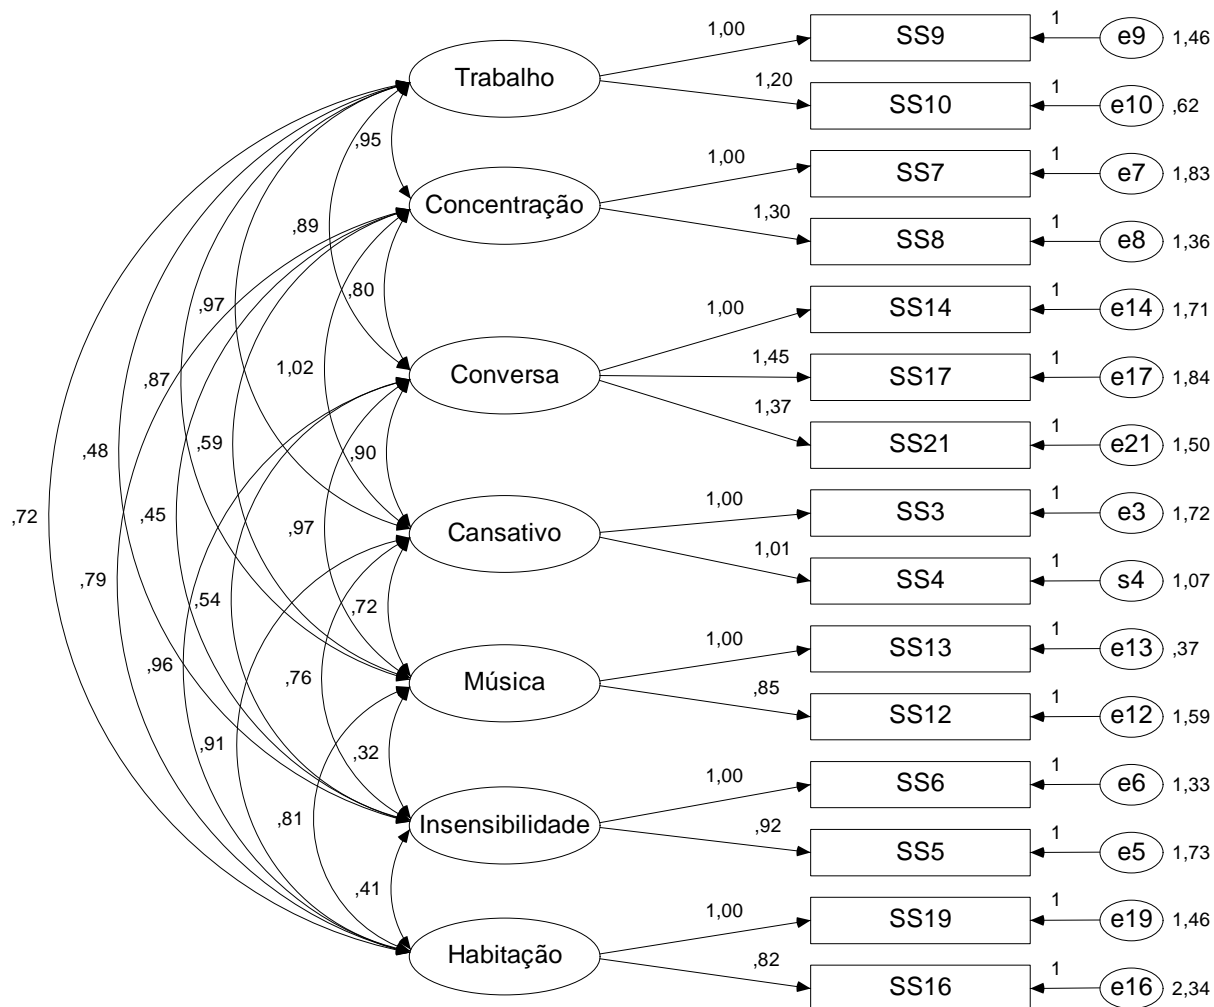 1,00 SS9 1 e9 1,46
Trabalho
1,20 SS10 1 e10 ,62
,95
1,00 SS7 1 e7 1,83
Concentração
1,30 SS8 1 e8 1,36
,89
,80
,97
1,00 SS14 1 e14 1,71
1,02
Conversa 1,45 SS17 1 e17 1,84
,87
1,37 SS21 1 e21 1,50
,59
,90
,48
1,00 SS3 1 e3 1,72
,72
,45
,97
Cansativo
1,01 SS4 1 s4 1,07
,79
,54
,72
1,00 SS13 1 e13 ,37
,96
,76
Música
,85 SS12 1 e12 1,59
,91
,32
1,00 SS6 1 e6 1,33
,81
Insensibilidade
,92 SS5 1 e5 1,73
,41
1,00 SS19 1 e19 1,46
Habitação
,82 SS16 1 e16 2,34